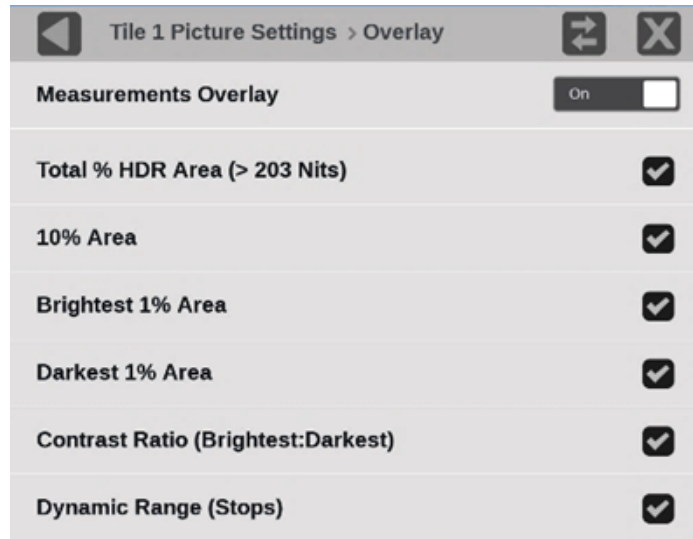 Tile 1 Picture Settings > Overlay
Measurements Overlay
On
Total % HDR Area (> 203 Nits)
10% Area
Brightest 1% Area
Darkest 1% Area
Contrast Ratio (Brightest:Darkest)
Dynamic Range (Stops)